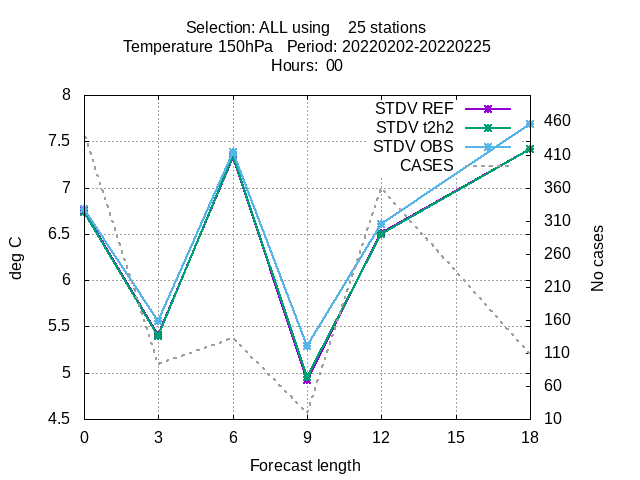 Selection: ALL using    25 stations
Temperature 150hPa   Period: 20220202-20220225
Hours:  00
STDV REF
STDV t2h2
STDV OBS
CASES
8
7.5
7
6.5
6
5.5
5
4.5
deg C
460
410
360
310
260
210
160
110
60
10
No cases
0 3 6 9 12 15 18
Forecast length